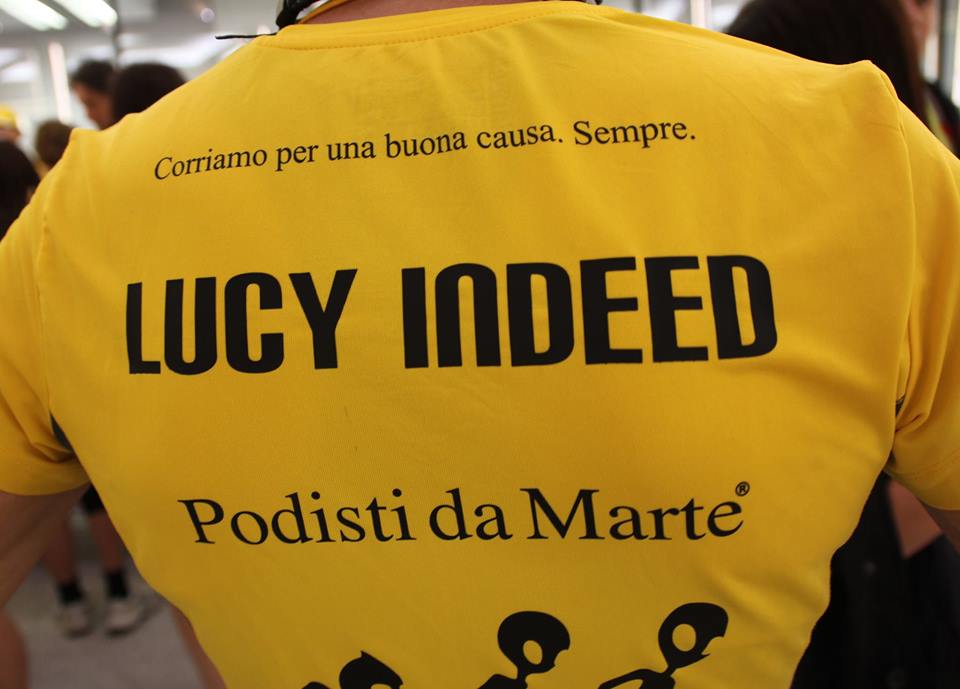 Corriamo per una buona causa. Sempre.
LUCY INDEED
Podisti da Marte®